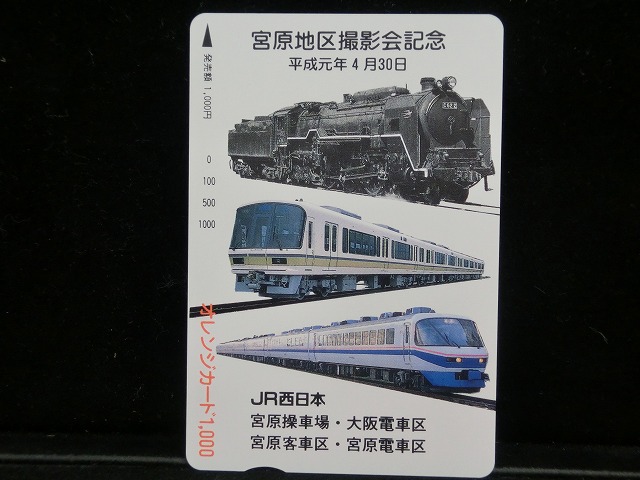 宮原地区撮影会記念
平成元年4月30日
発売額 1,000円
0
100
500
1000
C62 2
オレンジカード1,000
JR西日本
宮原操車場・大阪電車区
宮原客車区・宮原電車区